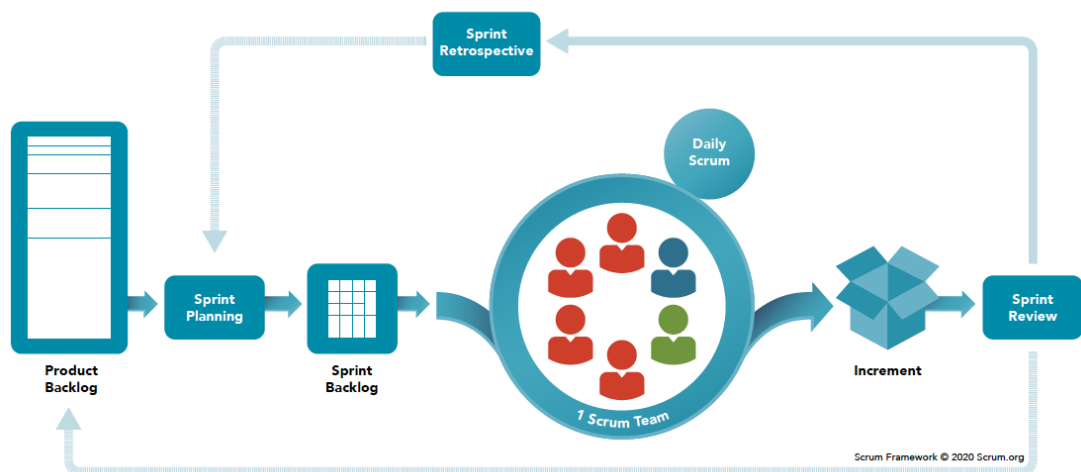 Sprint
Retrospective
Daily
Scrum
Sprint
Planning
Sprint
Review
Product
Backlog
Sprint
Backlog
1 Scrum Team
Increment
Scrum Framework © 2020 Scrum.org